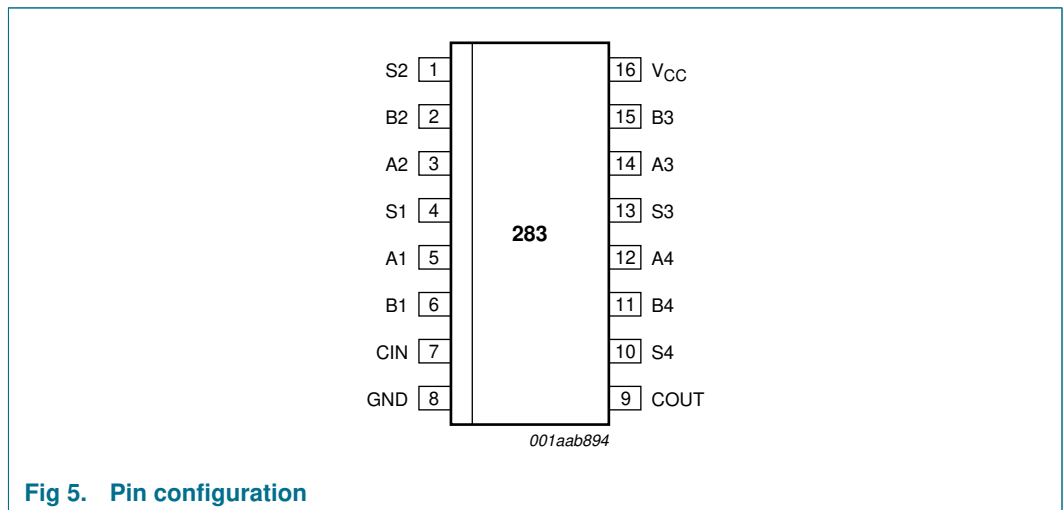 S2 1 16 VCC
B2 2 15 B3
A2 3 14 A3
S1 4 13 S3
283
A1 5 12 A4
B1 6 11 B4
CIN 7 10 S4
GND 8 9 COUT
001aab894
Fig 5. Pin configuration